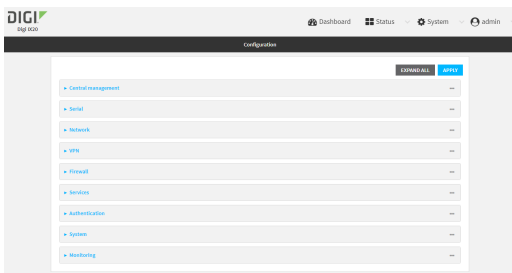 DIGI
Digi IX20
Dashboard Status System admin
Configuration
EXPAND ALL APPLY
Central management
Serial
Network
VPN
Firewall
Services
Authentication
System
Monitoring